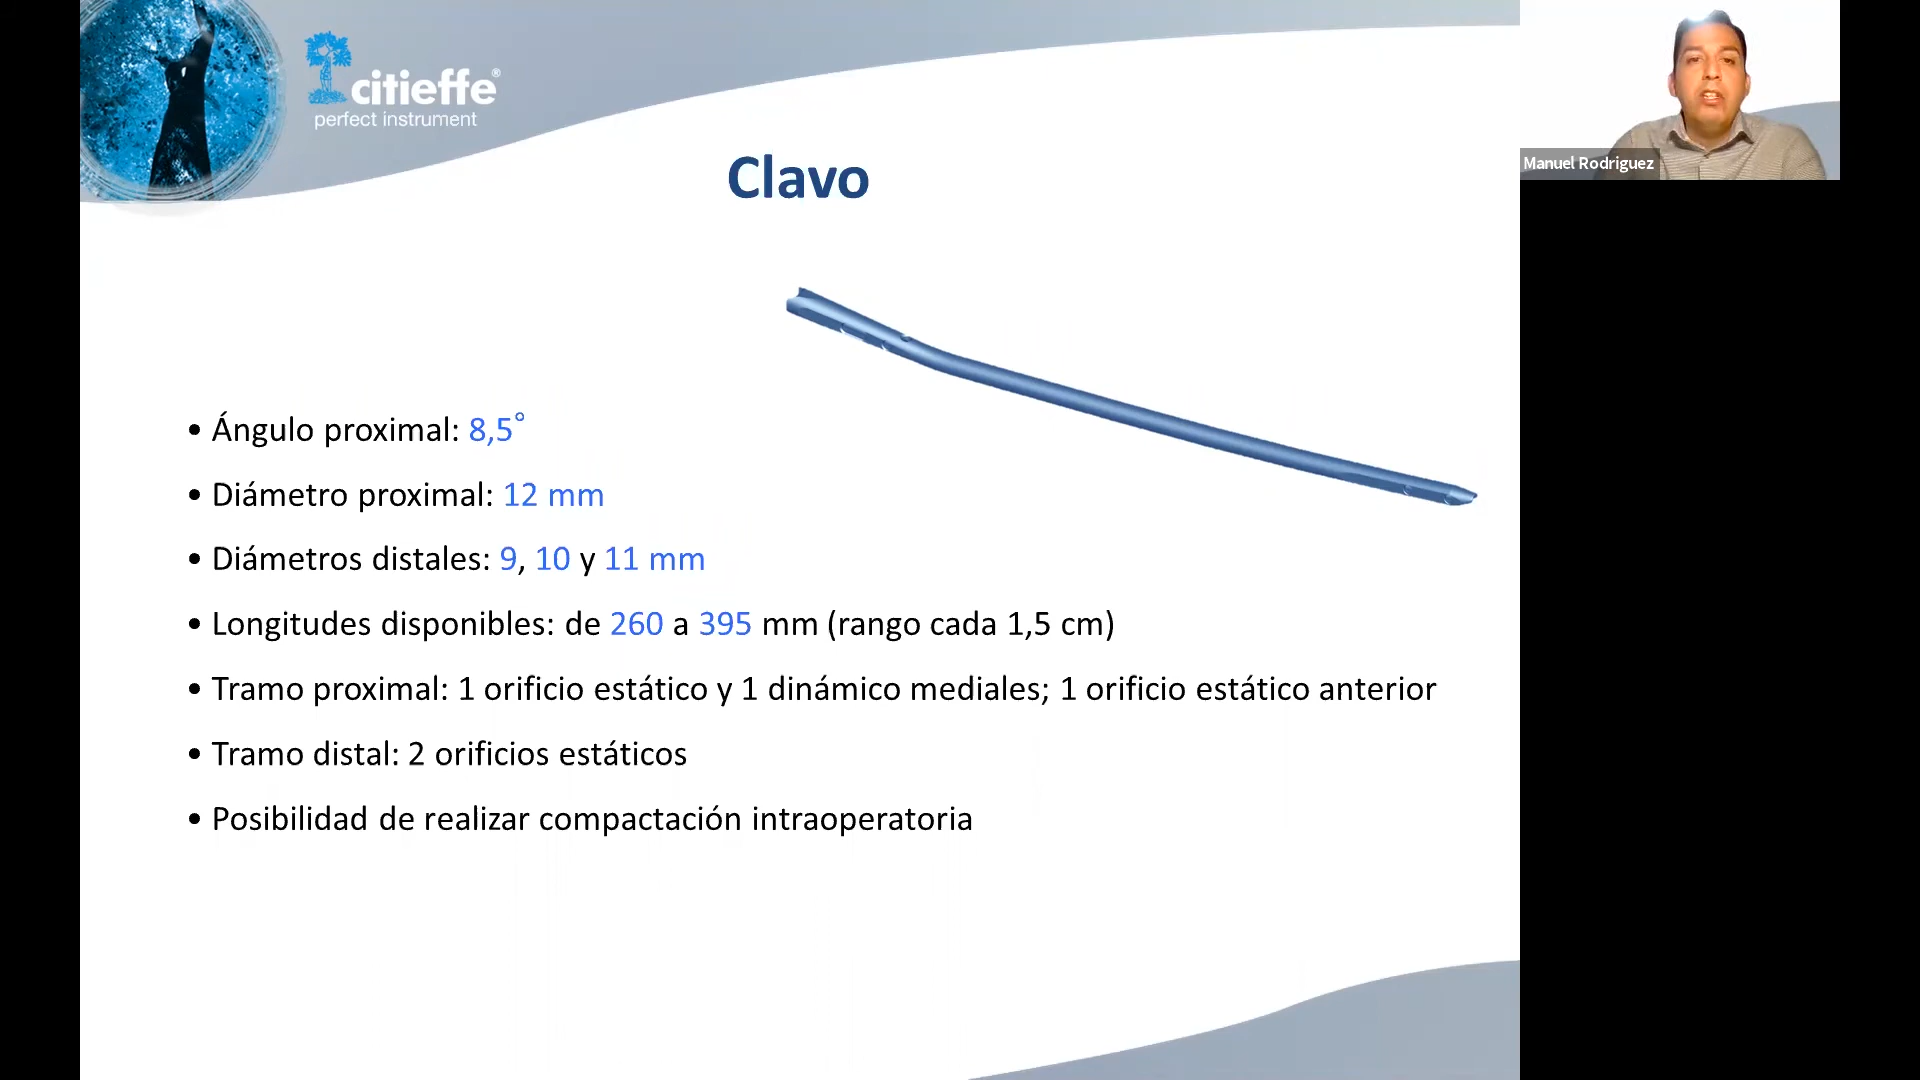 citieffe®
perfect instrument
Manuel Rodriguez
Clavo
• Ángulo proximal: 8,5°
• Diámetro proximal: 12 mm
• Diámetros distales: 9, 10 y 11 mm
• Longitudes disponibles: de 260 a 395 mm (rango cada 1,5 cm)
• Tramo proximal: 1 orificio estático y 1 dinámico mediales; 1 orificio estático anterior
• Tramo distal: 2 orificios estáticos
• Posibilidad de realizar compactación intraoperatoria